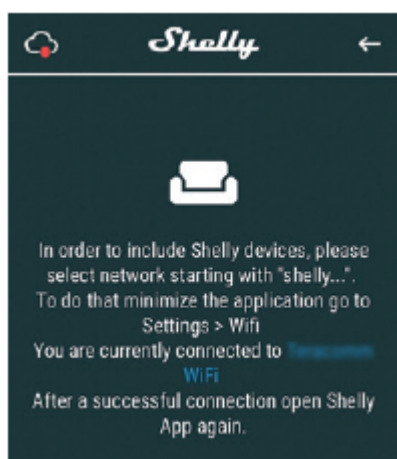 Shelly
In order to include Shelly devices, please
select network starting with "shelly...".
To do that minimize the application go to
Settings > Wifi
You are currently connected to
WiFi
After a successful connection open Shelly
App again.